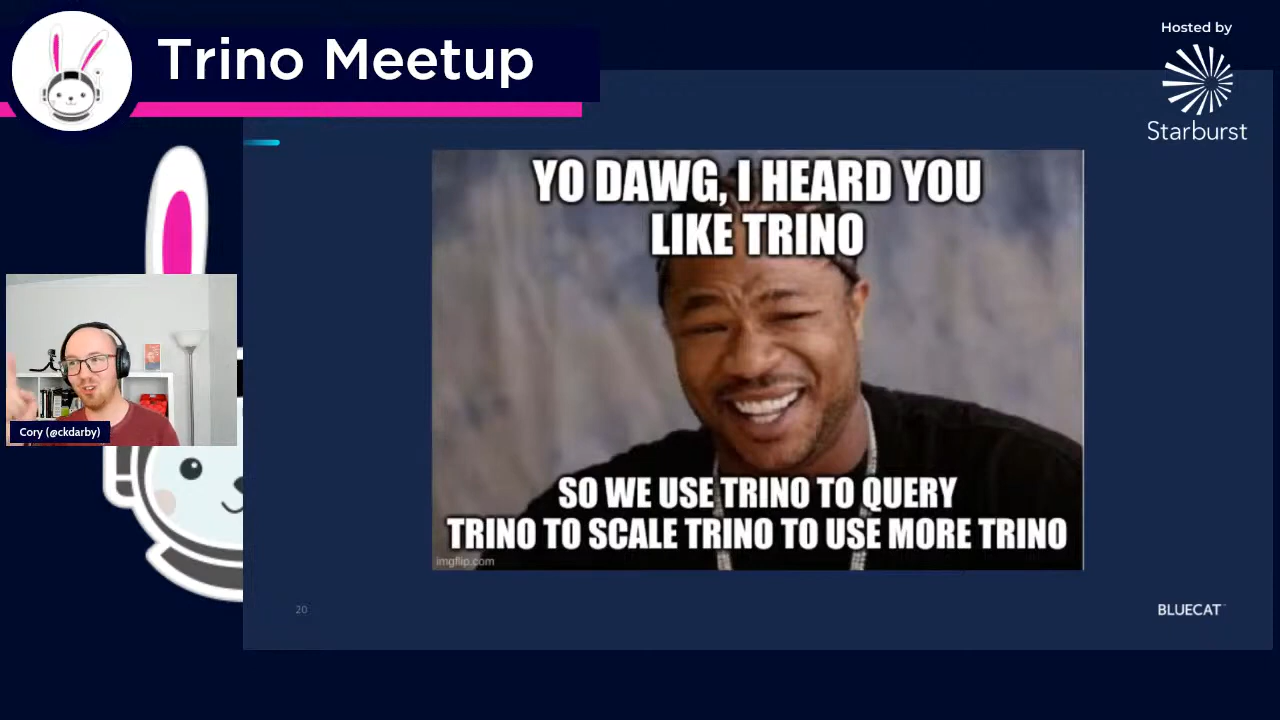 Trino Meetup
Hosted by
Starburst
YO DAWG, I HEARD YOU
LIKE TRINO
SO WE USE TRINO TO QUERY
TRINO TO SCALE TRINO TO USE MORE TRINO
imgflip.com
Cory (@ckdarby)
20
BLUECAT